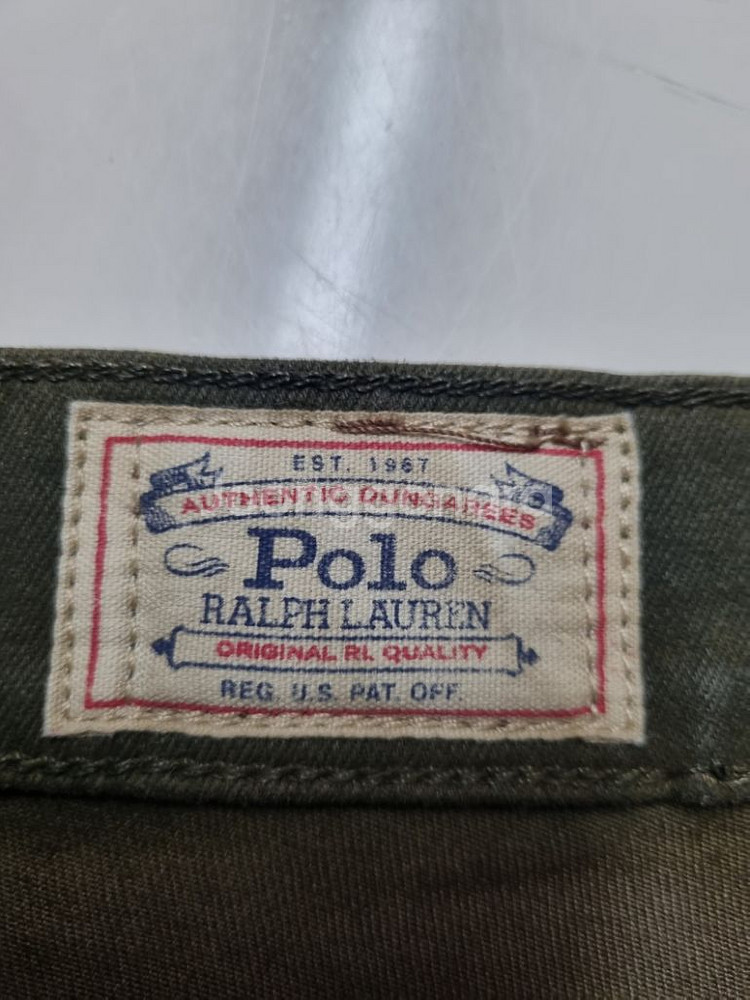 EST. 1967
AUTHENTIC DUNGAREES
Polo
RALPH LAUREN
ORIGINAL RL QUALITY
REG. U.S. PAT. OFF.